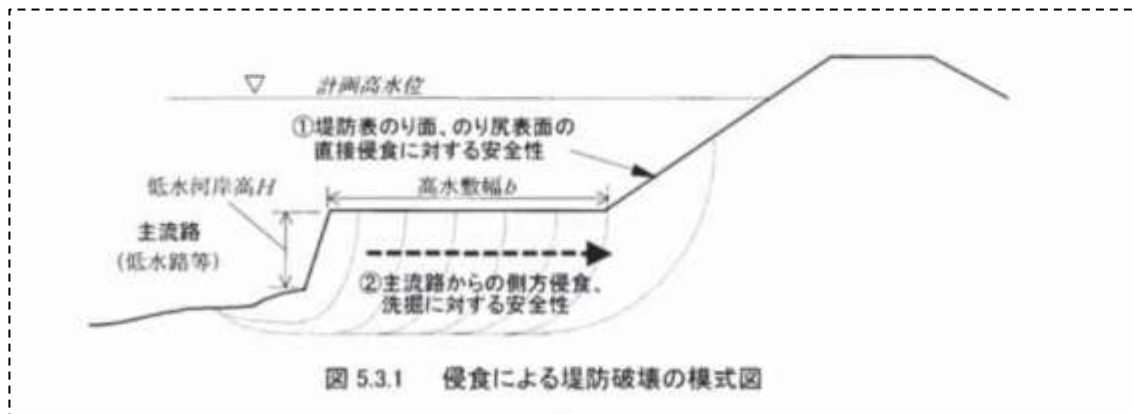 ▽ 計画高水位
①堤防表のり面、のり尻表面の
直接侵食に対する安全性
低水河岸高H
高水敷幅b
主流路
(低水路等)
②主流路からの側方侵食、
洗掘に対する安全性
図 5.3.1 侵食による堤防破壊の模式図